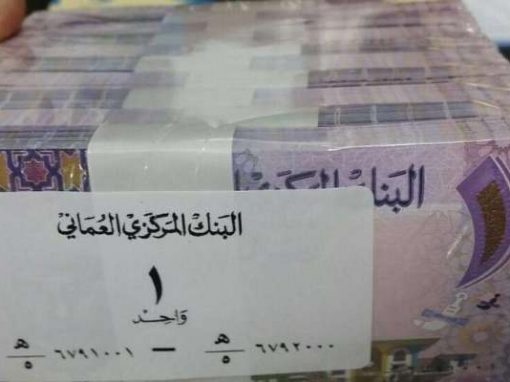 البنك المركزي
البنك المركزي العماني
١
واحد
هـ/٥ ٦٧٩١٠٠١ — هـ/٥ ٦٧٩٢٠٠٠